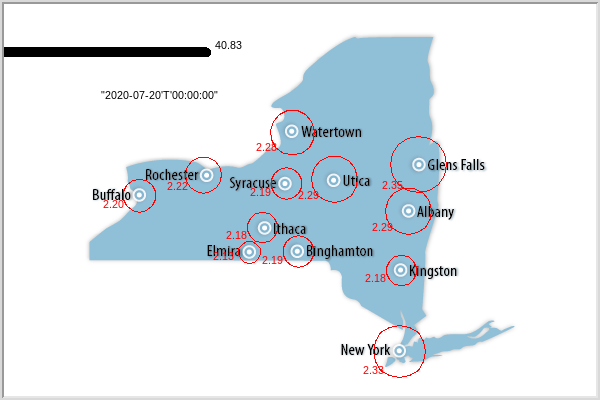 40.83
"2020-07-20'T'00:00:00"
Watertown
2.28
Glens Falls
2.35
Rochester
2.22
Syracuse
2.19
Utica
2.29
Buffalo
2.20
Albany
2.29
Ithaca
2.18
Elmira
Binghamton
2.19
Kingston
2.18
New York
2.33